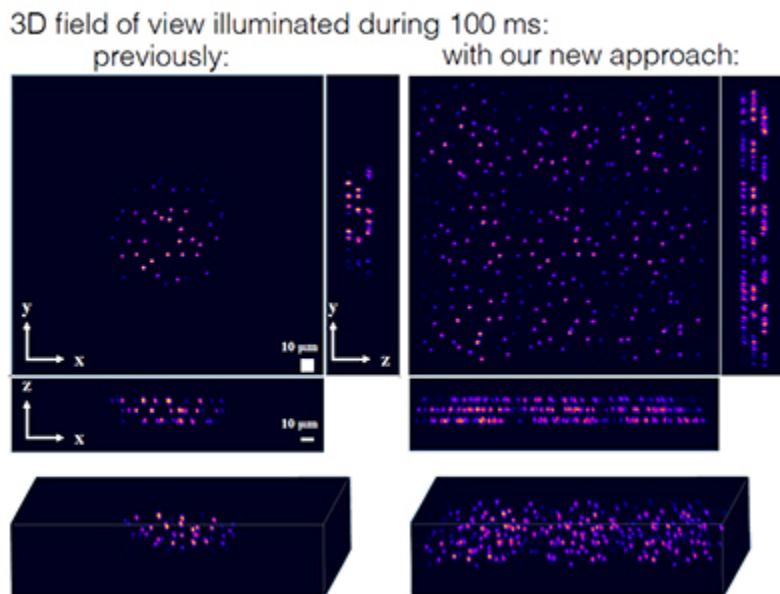 3D field of view illuminated during 100 ms:
previously:
with our new approach:
y
x
10 µm
y
z
z
x
10 µm